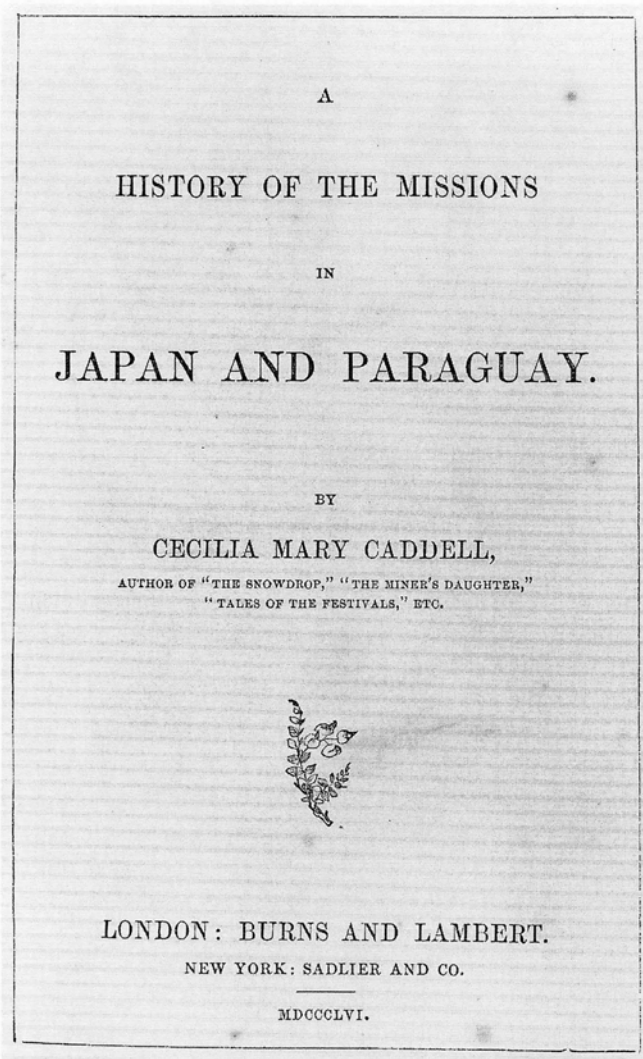 A
HISTORY OF THE MISSIONS
IN
JAPAN AND PARAGUAY.
BY
CECILIA MARY CADDELL,
AUTHOR OF "THE SNOWDROP," "THE MINER'S DAUGHTER,"
"TALES OF THE FESTIVALS," ETC.
LONDON: BURNS AND LAMBERT.
NEW YORK: SADLIER AND CO.
MDCCCLVI.